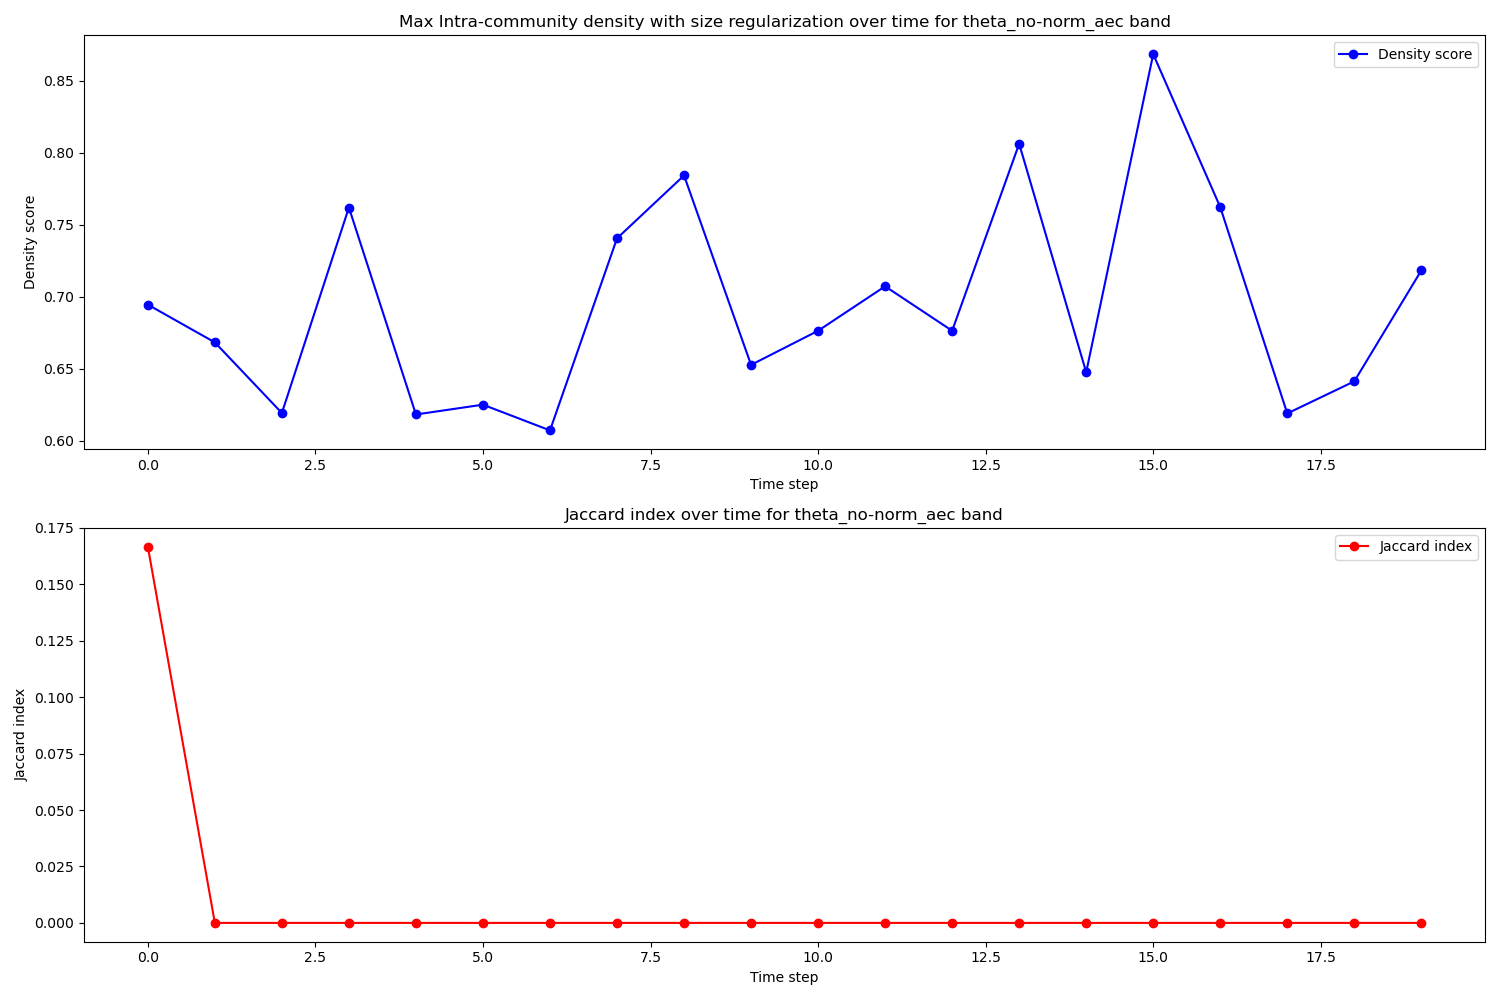 Max Intra-community density with size regularization over time for theta_no-norm_aec band
Density score
0.85
0.80
0.75
0.70
0.65
0.60
Density score
0.0 2.5 5.0 7.5 10.0 12.5 15.0 17.5
Time step
Jaccard index over time for theta_no-norm_aec band
Jaccard index
0.175
0.150
0.125
0.100
0.075
0.050
0.025
0.000
Jaccard index
0.0 2.5 5.0 7.5 10.0 12.5 15.0 17.5
Time step